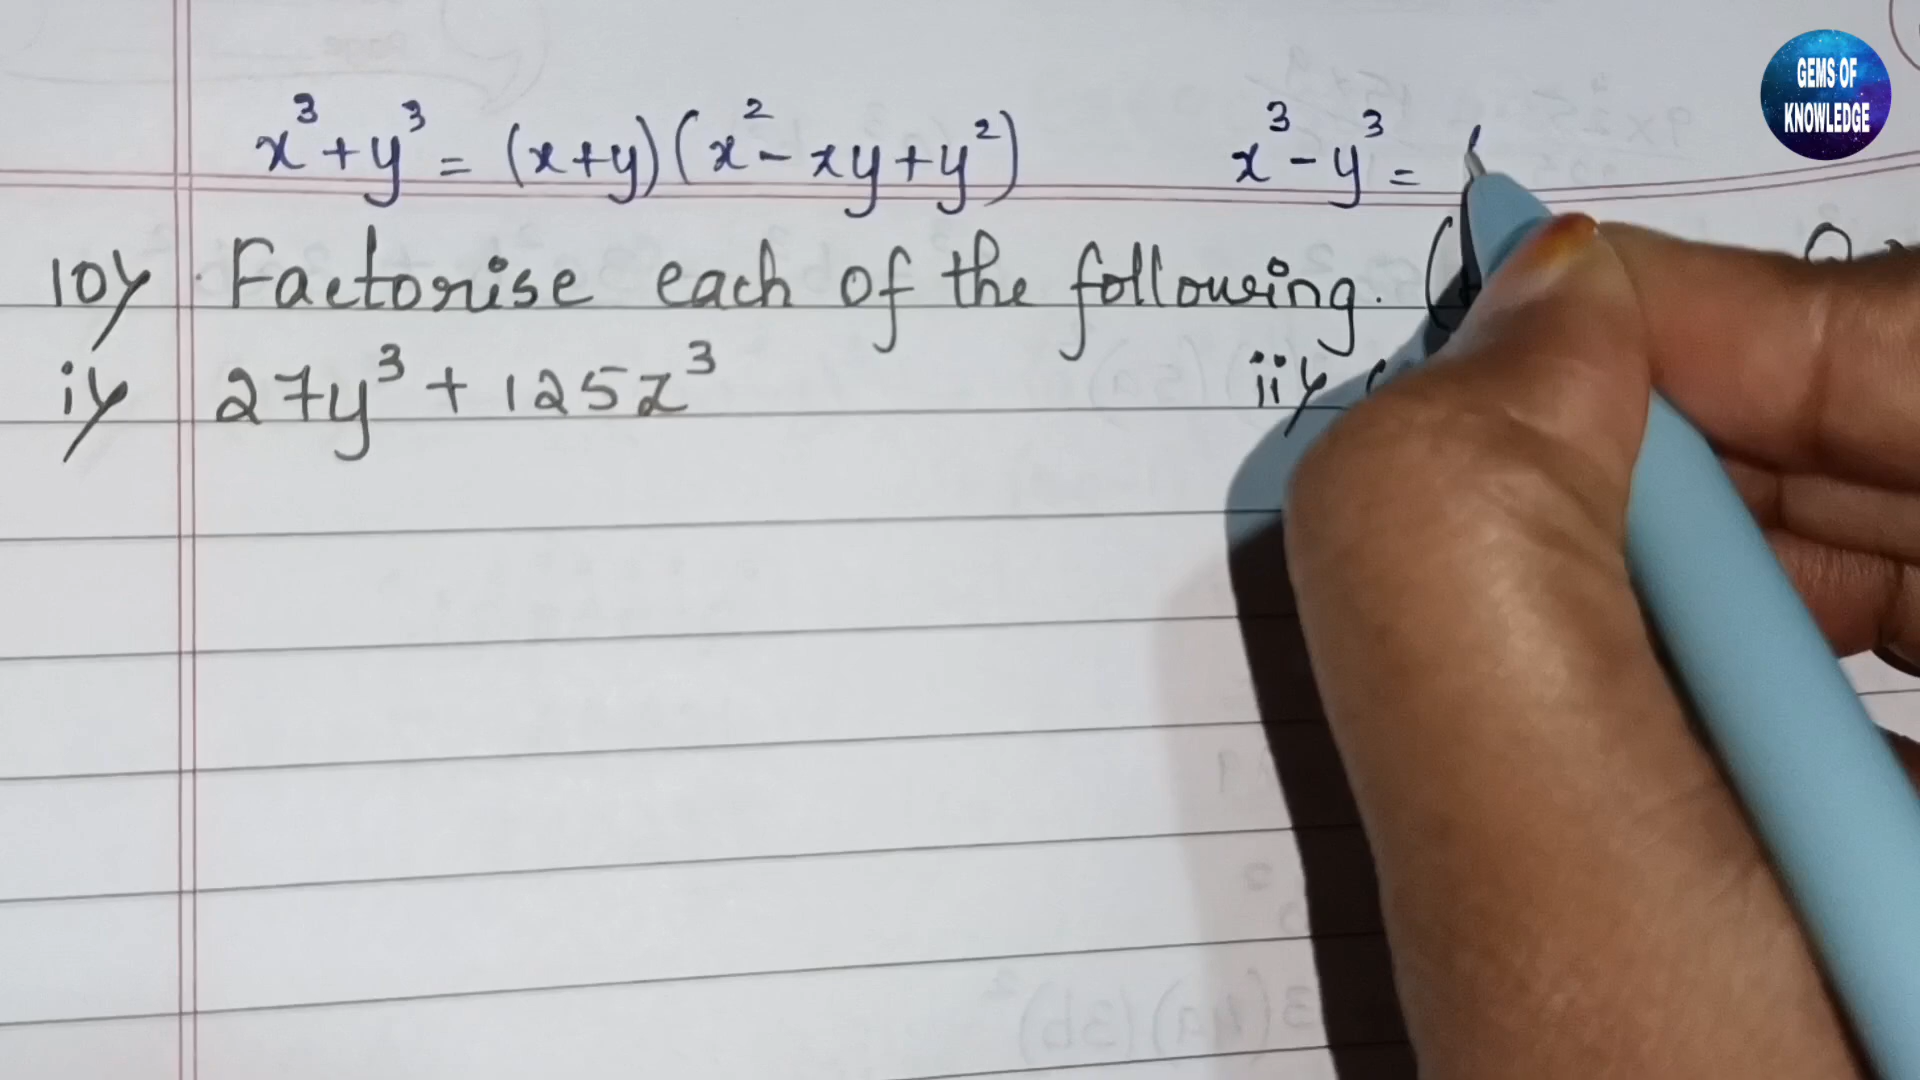 x³+y³ = (x+y)(x²-xy+y²) x³-y³ = (
10) Factorise each of the following. (
i) 27y³ + 125z³ ii)
GEMS OF
KNOWLEDGE